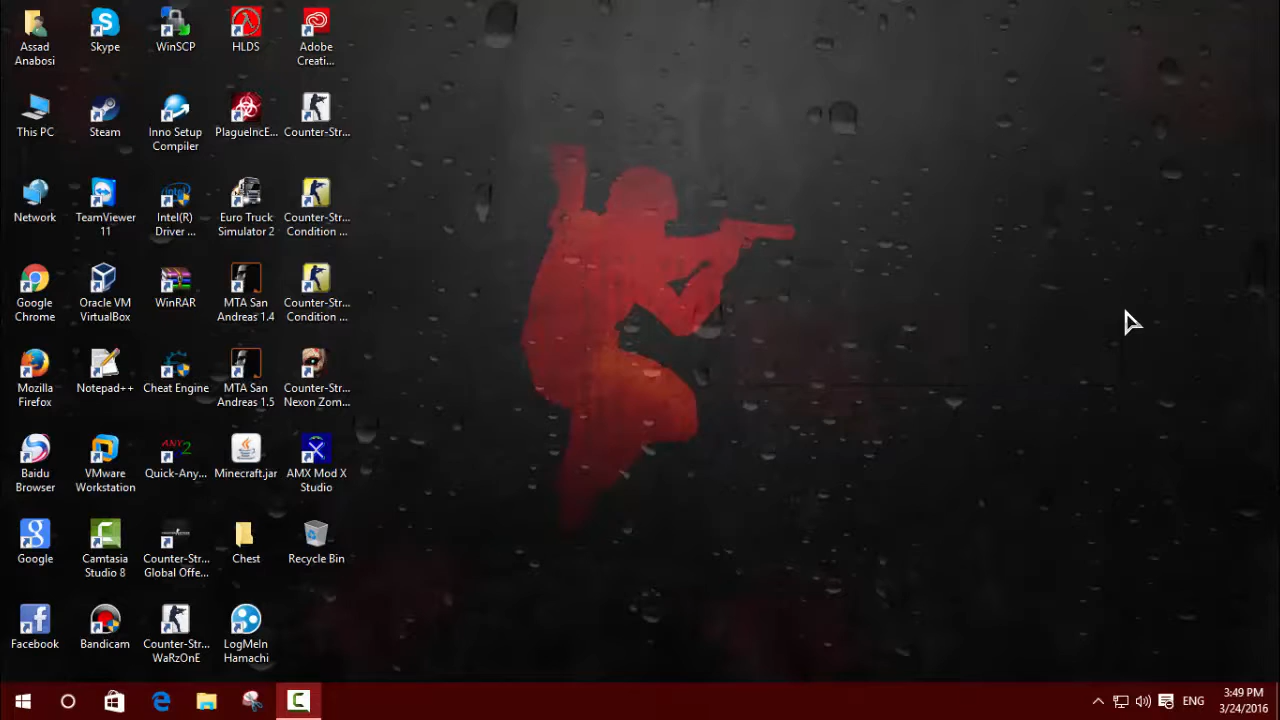 Assad
Anabosi
Skype
WinSCP
HLDS
Adobe
Creati...
This PC
Steam
Inno Setup
Compiler
PlagueIncE...
Counter-Str...
Network
TeamViewer
11
Intel(R)
Driver ...
Euro Truck
Simulator 2
Counter-Str...
Condition ...
Google
Chrome
Oracle VM
VirtualBox
WinRAR
MTA San
Andreas 1.4
Counter-Str...
Condition ...
Mozilla
Firefox
Notepad++
Cheat Engine
MTA San
Andreas 1.5
Counter-Str...
Nexon Zom...
Baidu
Browser
VMware
Workstation
ANY2
Quick-Any...
Minecraft.jar
AMX Mod X
Studio
Google
Camtasia
Studio 8
Counter-Str...
Global Offe...
Chest
Recycle Bin
Facebook
Bandicam
Counter-Str...
WaRzOnE
LogMeIn
Hamachi
ENG
3:49 PM
3/24/2016